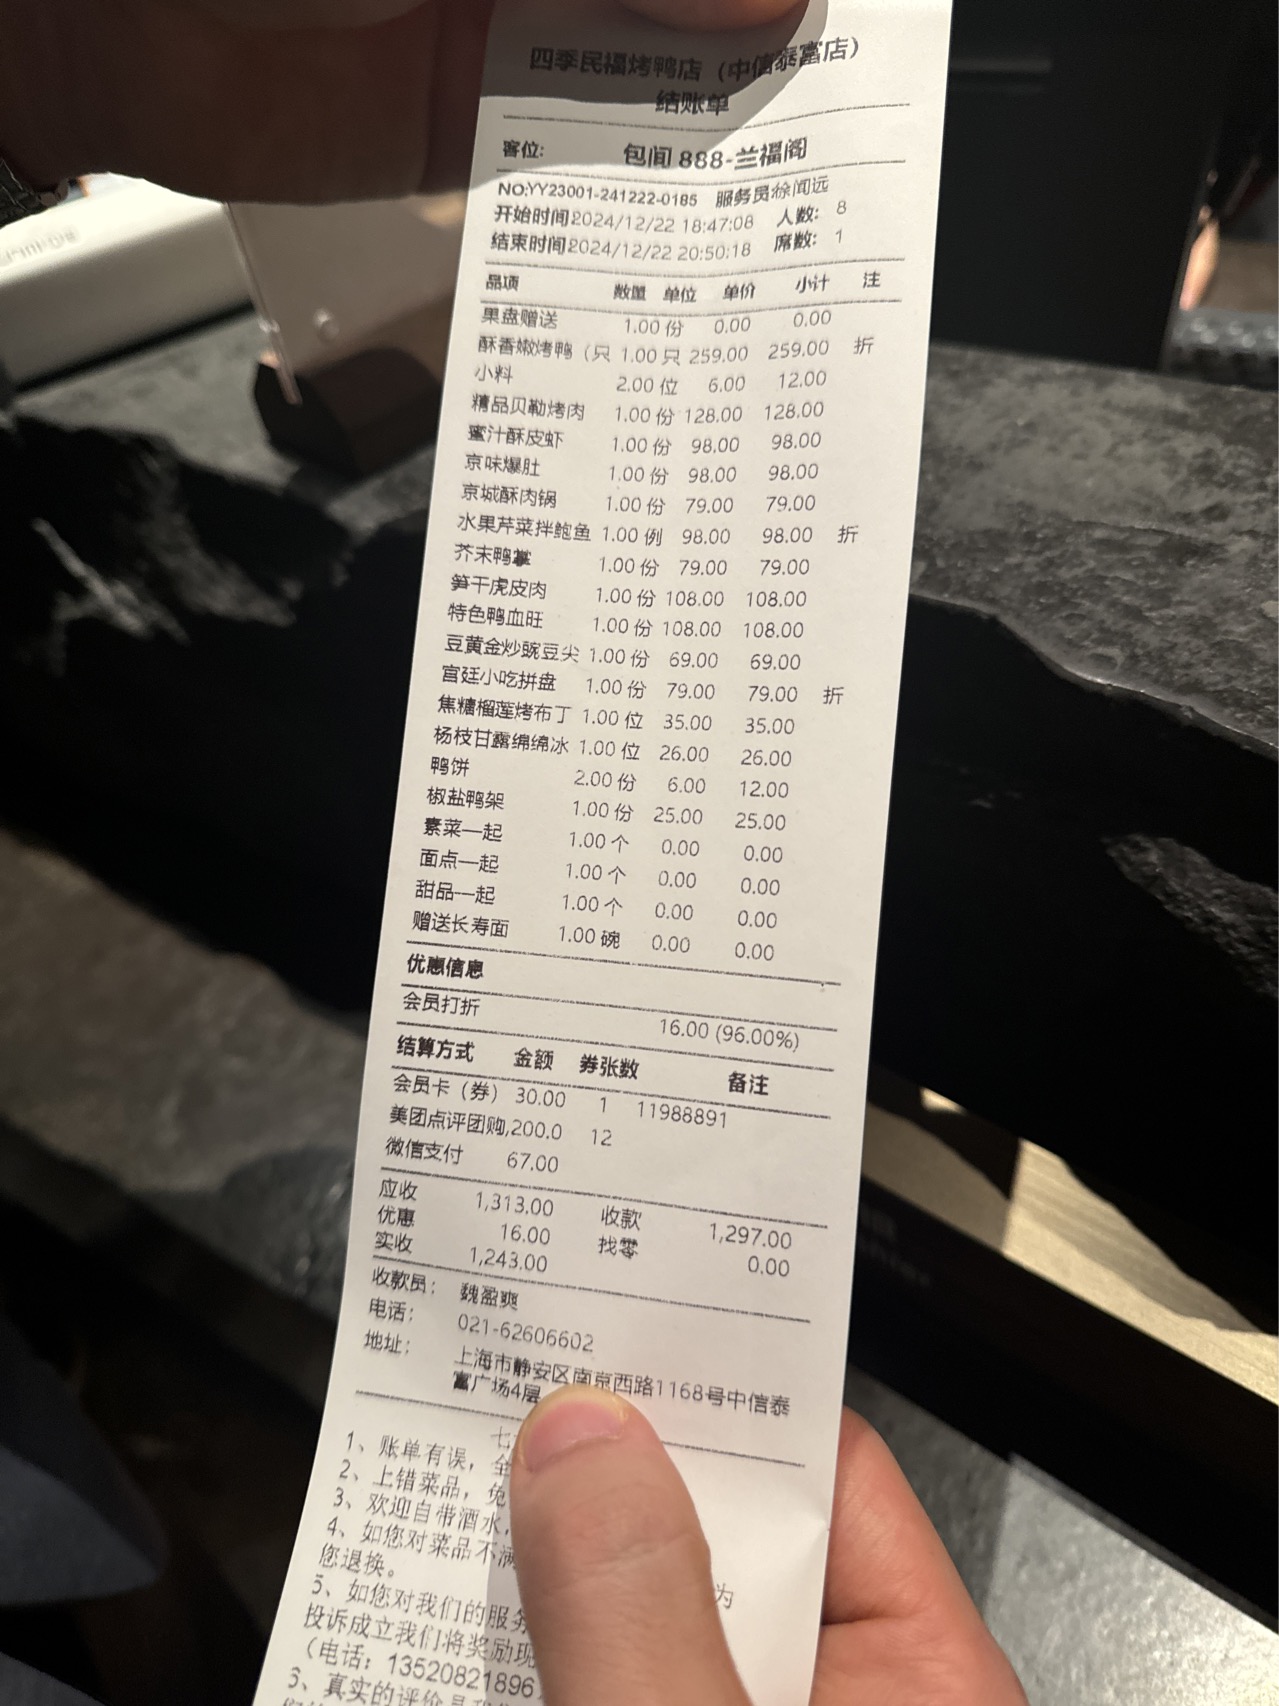 四季民福烤鸭店（中信泰富店）
结账单
客位: 包间 888-兰福阁
NO:YY23001-241222-0185 服务员:徐闻远
开始时间:2024/12/22 18:47:08 人数: 8
结束时间:2024/12/22 20:50:18 席数: 1
品项 数量 单位 单价 小计 注
果盘赠送 1.00 份 0.00 0.00
酥香嫩烤鸭（只 1.00 只 259.00 259.00 折
小料 2.00 位 6.00 12.00
精品贝勒烤肉 1.00 份 128.00 128.00
蜜汁酥皮虾 1.00 份 98.00 98.00
京味爆肚 1.00 份 98.00 98.00
京城酥肉锅 1.00 份 79.00 79.00
水果芹菜拌鲍鱼 1.00 例 98.00 98.00 折
芥末鸭掌 1.00 份 79.00 79.00
笋干虎皮肉 1.00 份 108.00 108.00
特色鸭血旺 1.00 份 108.00 108.00
豆黄金炒豌豆尖 1.00 份 69.00 69.00
宫廷小吃拼盘 1.00 份 79.00 79.00 折
焦糖榴莲烤布丁 1.00 位 35.00 35.00
杨枝甘露绵绵冰 1.00 位 26.00 26.00
鸭饼 2.00 份 6.00 12.00
椒盐鸭架 1.00 份 25.00 25.00
素菜一起 1.00 个 0.00 0.00
面点一起 1.00 个 0.00 0.00
甜品一起 1.00 个 0.00 0.00
赠送长寿面 1.00 碗 0.00 0.00
优惠信息
会员打折 16.00 (96.00%)
结算方式 金额 券张数 备注
会员卡（券） 30.00 1 11988891
美团点评团购,200.0 12
微信支付 67.00
应收 1,313.00 收款 1,297.00
优惠 16.00 找零 0.00
实收 1,243.00
收款员: 魏盈爽
电话: 021-62606602
地址: 上海市静安区南京西路1168号中信泰
富广场4层
七
1、账单有误，全
2、上错菜品，免
3、欢迎自带酒水,
4、如您对菜品不满 为
您退换。
5、如您对我们的服务
投诉成立我们将奖励现
（电话: 13520821896
6、真实的评价是